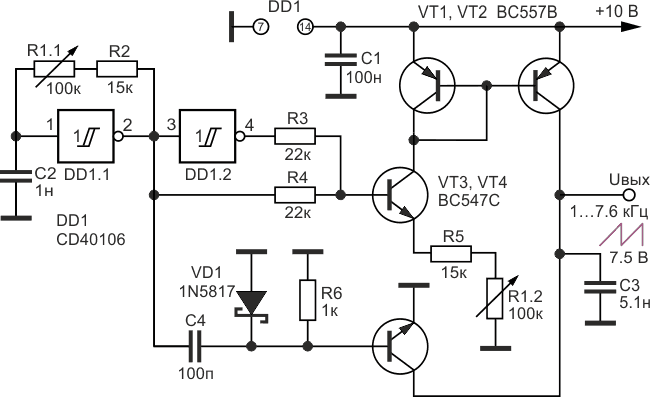 DD1
7
14
VT1, VT2 BC557B
+10 В
R1.1
100к
R2
15к
C1
100н
1
1
2
DD1.1
3
1
4
DD1.2
R3
22к
R4
22к
C2
1н
DD1
CD40106
VT3, VT4
BC547C
Uвых
1...7.6 кГц
7.5 В
R5
15к
R1.2
100к
C3
5.1н
VD1
1N5817
R6
1к
C4
100п